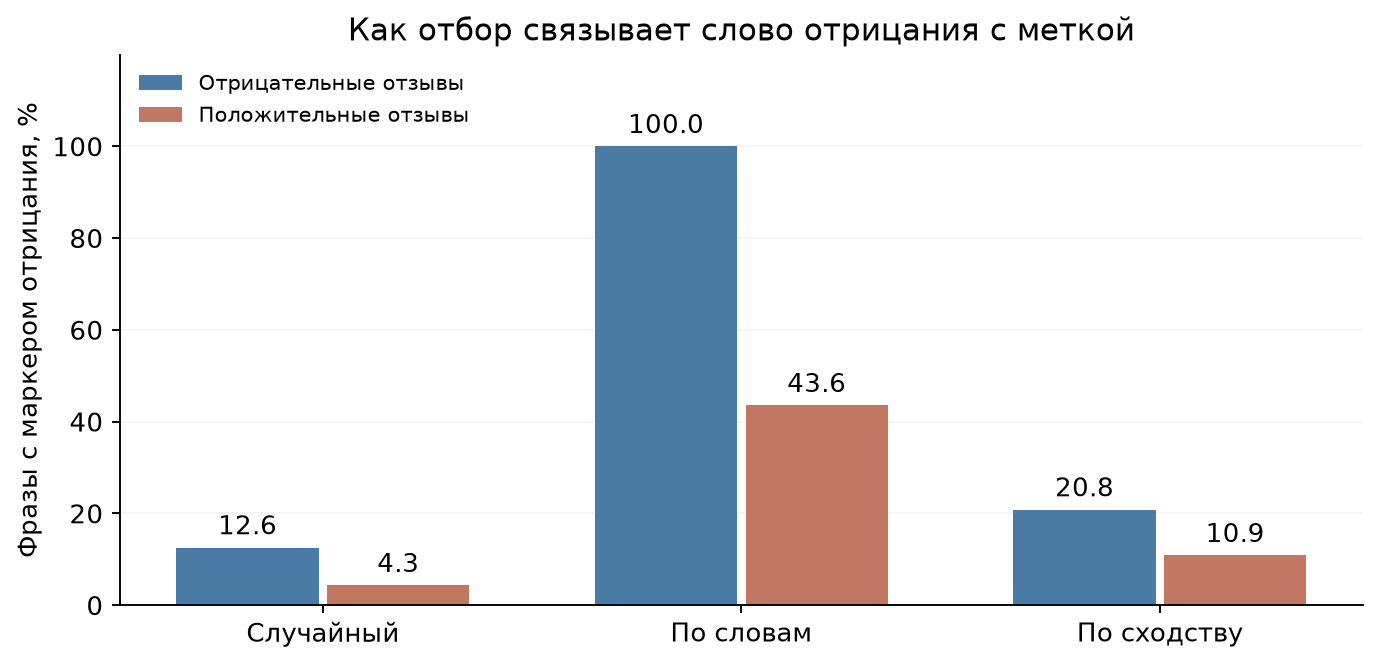 Как отбор связывает слово отрицания с меткой
Отрицательные отзывы
Положительные отзывы
Фразы с маркером отрицания, %
100
80
60
40
20
0
12.6
4.3
100.0
43.6
20.8
10.9
Случайный
По словам
По сходству